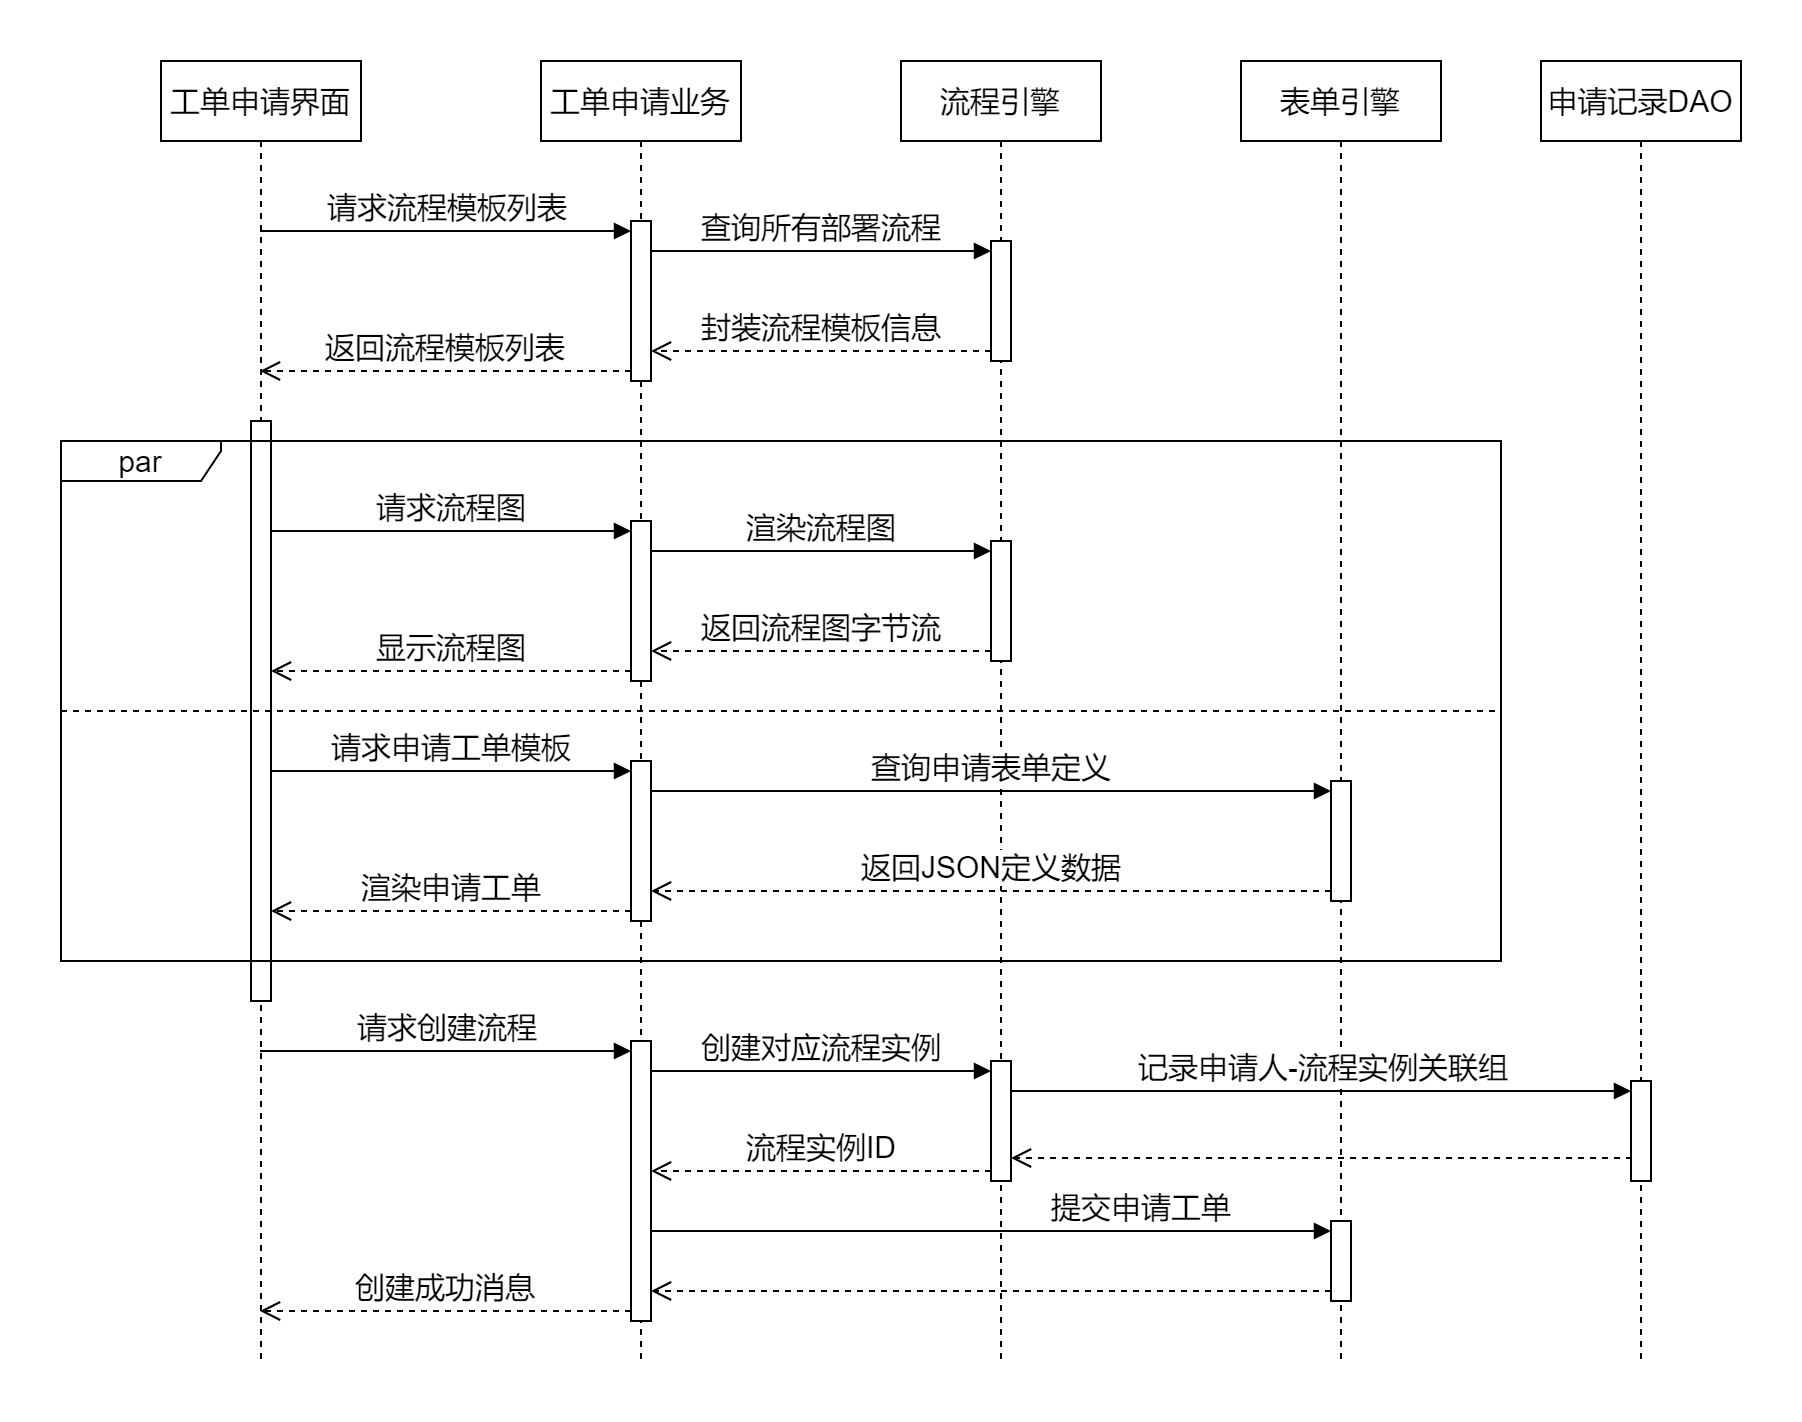 工单申请界面
工单申请业务
流程引擎
表单引擎
申请记录DAO
请求流程模板列表
查询所有部署流程
封装流程模板信息
返回流程模板列表
par
请求流程图
渲染流程图
返回流程图字节流
显示流程图
请求申请工单模板
查询申请表单定义
返回JSON定义数据
渲染申请工单
请求创建流程
创建对应流程实例
记录申请人-流程实例关联组
流程实例ID
提交申请工单
创建成功消息